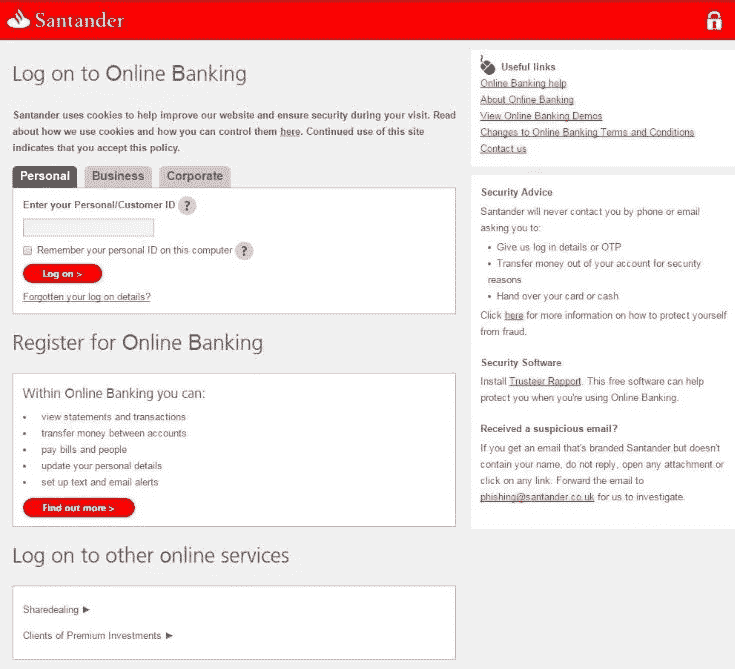 Santander
Log on to Online Banking
Santander uses cookies to help improve our website and ensure security during your visit. Read
about how we use cookies and how you can control them here. Continued use of this site
indicates that you accept this policy.
Personal
Business
Corporate
Enter your Personal/Customer ID ?
Remember your personal ID on this computer ?
Log on >
Forgotten your log on details?
Register for Online Banking
Within Online Banking you can:
• view statements and transactions
• transfer money between accounts
• pay bills and people
• update your personal details
• set up text and email alerts
Find out more >
Log on to other online services
Sharedealing ▶
Clients of Premium Investments ▶
Useful links
Online Banking help
About Online Banking
View Online Banking Demos
Changes to Online Banking Terms and Conditions
Contact us
Security Advice
Santander will never contact you by phone or email
asking you to:
• Give us log in details or OTP
• Transfer money out of your account for security
reasons
• Hand over your card or cash
Click here for more information on how to protect yourself
from fraud.
Security Software
Install Trusteer Rapport. This free software can help
protect you when you're using Online Banking.
Received a suspicious email?
If you get an email that's branded Santander but doesn't
contain your name, do not reply, open any attachment or
click on any link. Forward the email to
phishing@santander.co.uk for us to investigate.